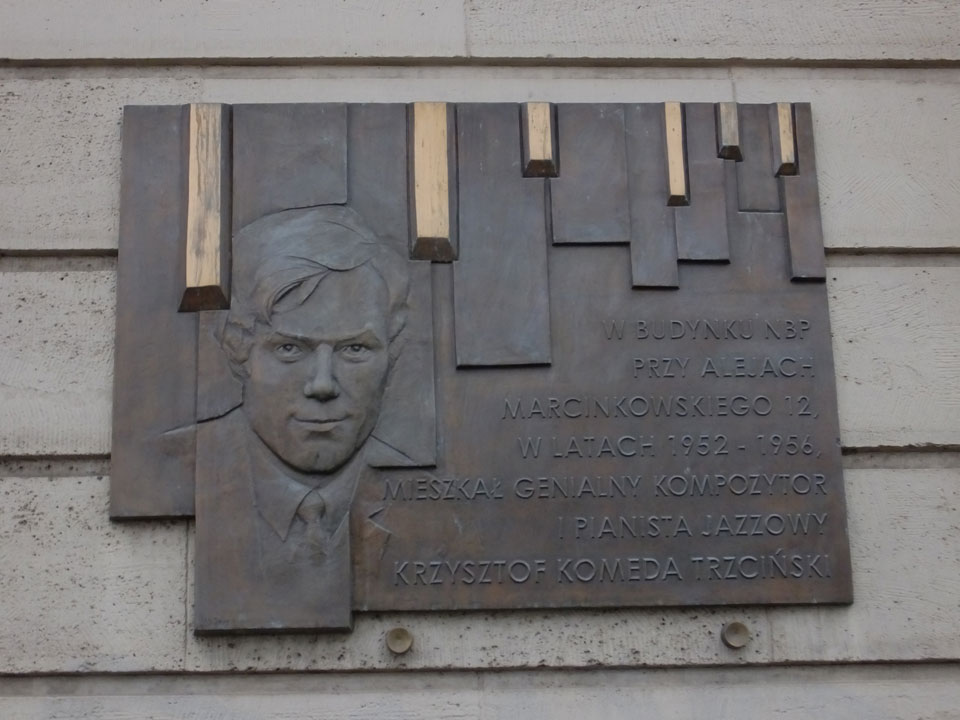 W BUDYNKU NBP
PRZY ALEJACH
MARCINKOWSKIEGO 12,
W LATACH 1952 - 1956,
MIESZKAŁ GENIALNY KOMPOZYTOR
I PIANISTA JAZZOWY
KRZYSZTOF KOMEDA TRZCIŃSKI